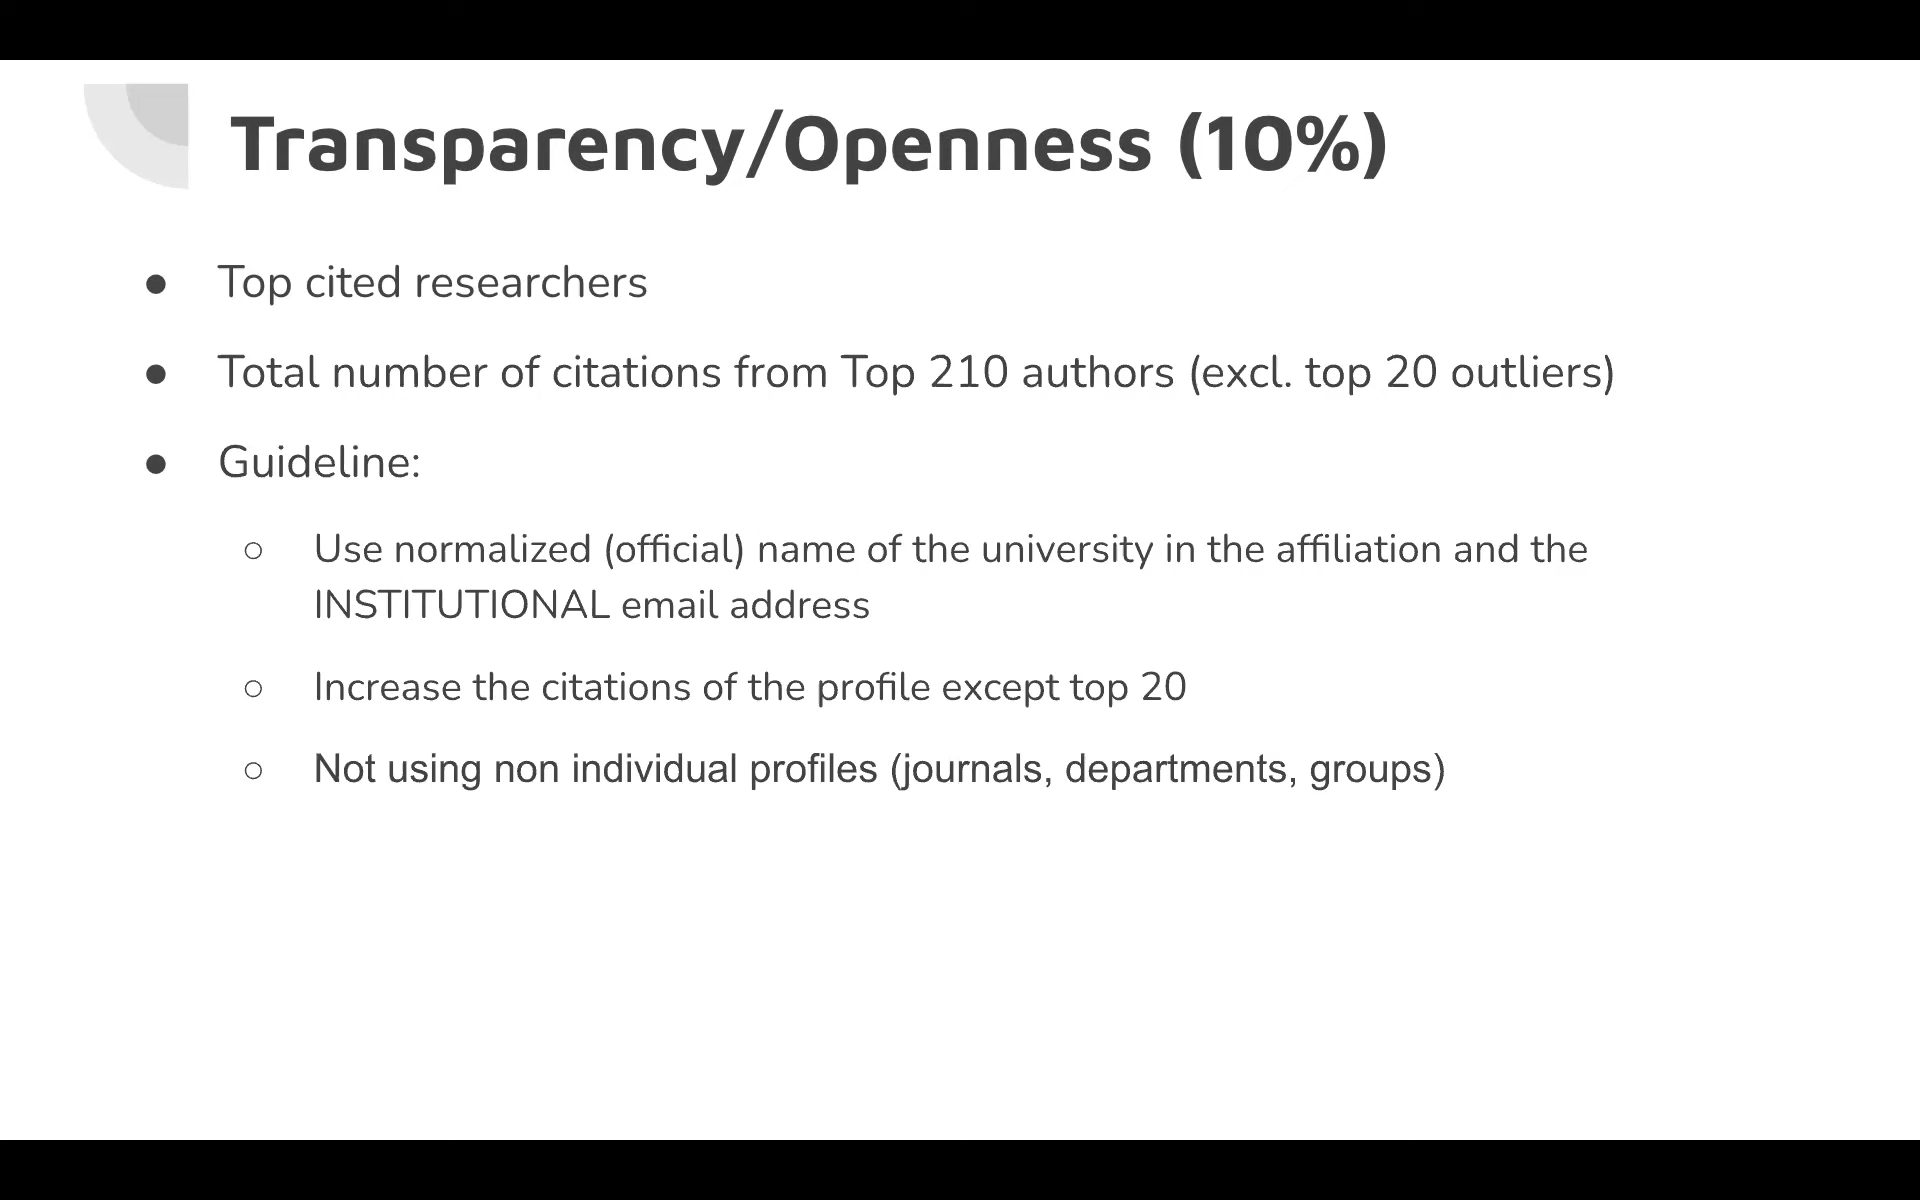 Transparency/Openness (10%)
● Top cited researchers
● Total number of citations from Top 210 authors (excl. top 20 outliers)
● Guideline:
○ Use normalized (official) name of the university in the affiliation and the
INSTITUTIONAL email address
○ Increase the citations of the profile except top 20
○ Not using non individual profiles (journals, departments, groups)